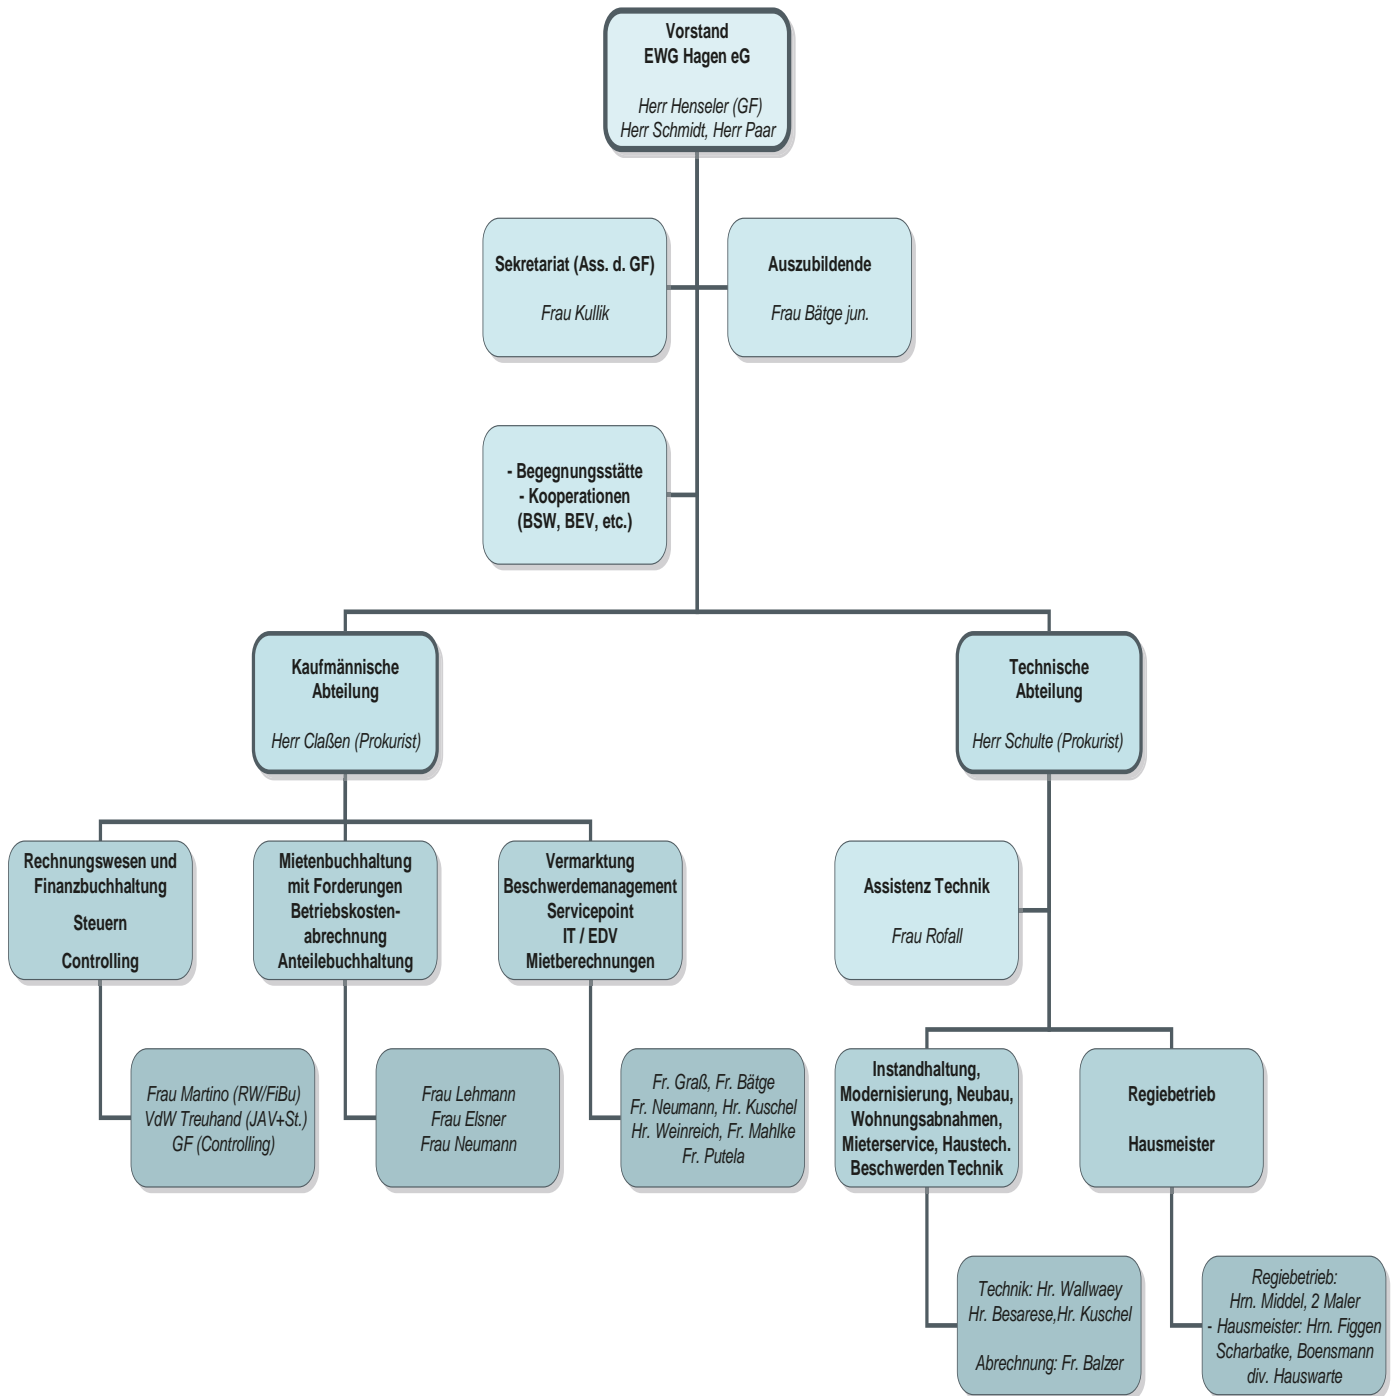 Vorstand
EWG Hagen eG
Herr Henseler (GF)
Herr Schmidt, Herr Paar
Sekretariat (Ass. d. GF)
Frau Kullik
Auszubildende
Frau Bätge jun.
- Begegnungsstätte
- Kooperationen
(BSW, BEV, etc.)
Kaufmännische
Abteilung
Herr Claßen (Prokurist)
Technische
Abteilung
Herr Schulte (Prokurist)
Rechnungswesen und
Finanzbuchhaltung
Steuern
Controlling
Mietenbuchhaltung
mit Forderungen
Betriebskosten-
abrechnung
Anteilebuchhaltung
Vermarktung
Beschwerdemanagement
Servicepoint
IT / EDV
Mietberechnungen
Assistenz Technik
Frau Rofall
Frau Martino (RW/FiBu)
VdW Treuhand (JAV+St.)
GF (Controlling)
Frau Lehmann
Frau Elsner
Frau Neumann
Fr. Graß, Fr. Bätge
Fr. Neumann, Hr. Kuschel
Hr. Weinreich, Fr. Mahlke
Fr. Putela
Instandhaltung,
Modernisierung, Neubau,
Wohnungsabnahmen,
Mieterservice, Haustech.
Beschwerden Technik
Regiebetrieb
Hausmeister
Technik: Hr. Wallwaey
Hr. Besarese,Hr. Kuschel
Abrechnung: Fr. Balzer
Regiebetrieb:
Hrn. Middel, 2 Maler
- Hausmeister: Hrn. Figgen
Scharbatke, Boensmann
div. Hauswarte